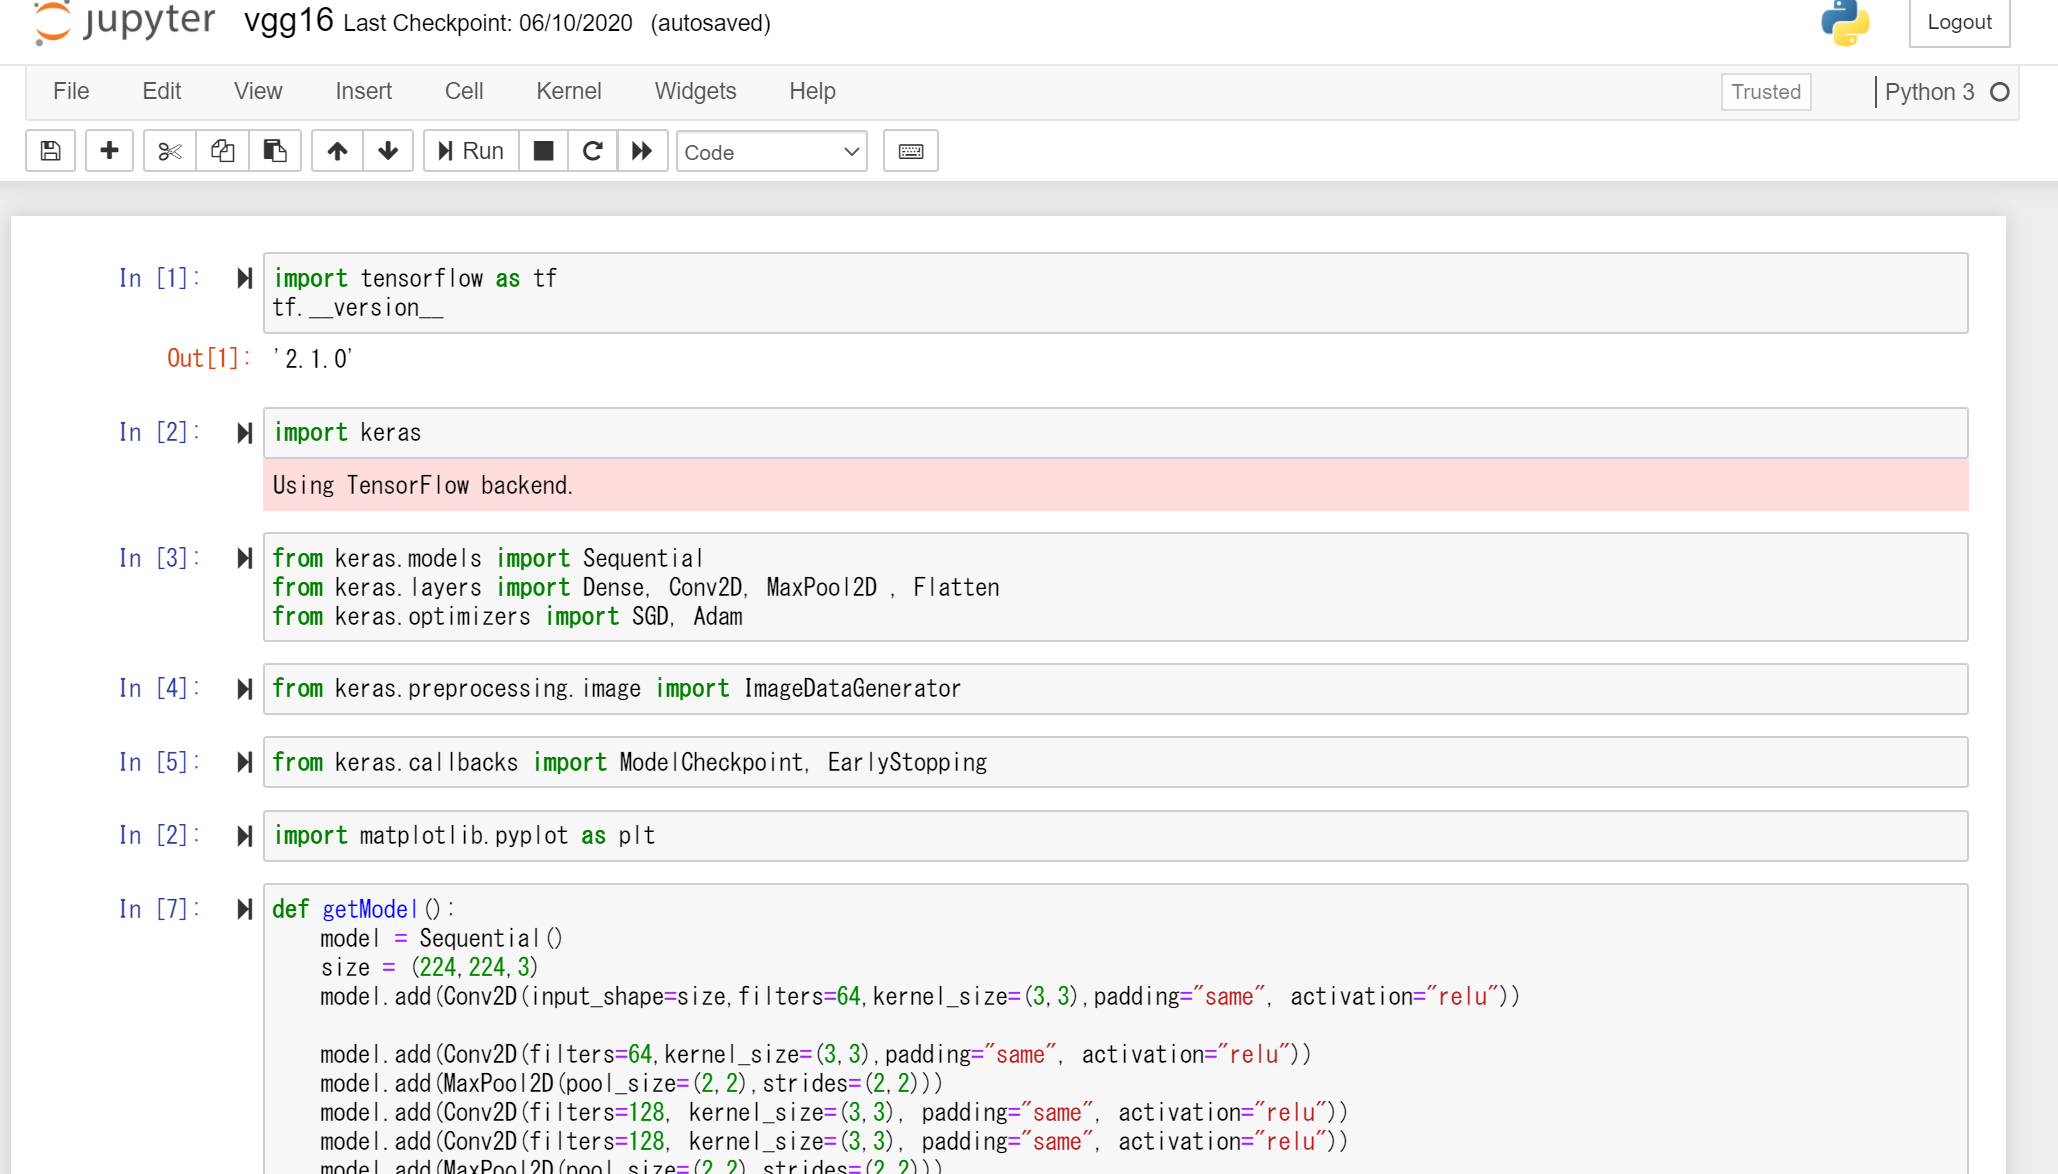 jupyter vgg16 Last Checkpoint: 06/10/2020 (autosaved) Logout
File Edit View Insert Cell Kernel Widgets Help Trusted Python 3
Run Code
In [1]: import tensorflow as tf
tf.__version__
Out[1]: '2.1.0'
In [2]: import keras
Using TensorFlow backend.
In [3]: from keras.models import Sequential
from keras.layers import Dense, Conv2D, MaxPool2D , Flatten
from keras.optimizers import SGD, Adam
In [4]: from keras.preprocessing.image import ImageDataGenerator
In [5]: from keras.callbacks import ModelCheckpoint, EarlyStopping
In [2]: import matplotlib.pyplot as plt
In [7]: def getModel():
model = Sequential()
size = (224,224,3)
model.add(Conv2D(input_shape=size,filters=64,kernel_size=(3,3),padding="same", activation="relu"))
model.add(Conv2D(filters=64,kernel_size=(3,3),padding="same", activation="relu"))
model.add(MaxPool2D(pool_size=(2,2),strides=(2,2)))
model.add(Conv2D(filters=128, kernel_size=(3,3), padding="same", activation="relu"))
model.add(Conv2D(filters=128, kernel_size=(3,3), padding="same", activation="relu"))
model.add(MaxPool2D(pool_size=(2,2),strides=(2,2)))